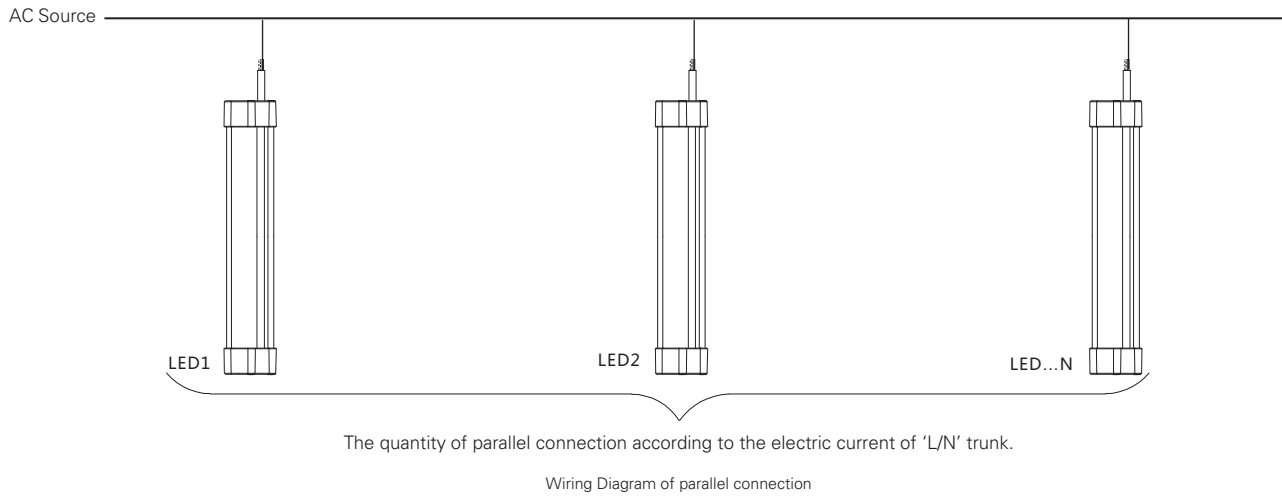 AC Source
LED1
LED2
LED...N
The quantity of parallel connection according to the electric current of ‘L/N’ trunk.
Wiring Diagram of parallel connection